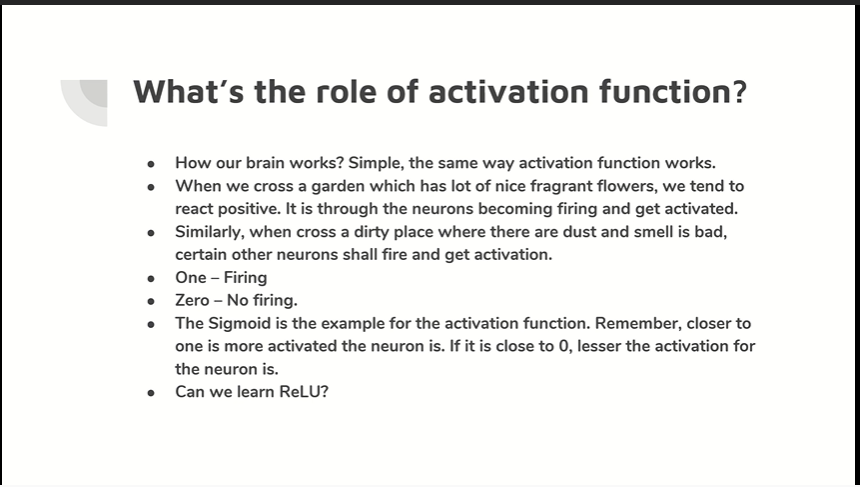 What's the role of activation function?
● How our brain works? Simple, the same way activation function works.
● When we cross a garden which has lot of nice fragrant flowers, we tend to
react positive. It is through the neurons becoming firing and get activated.
● Similarly, when cross a dirty place where there are dust and smell is bad,
certain other neurons shall fire and get activation.
● One – Firing
● Zero – No firing.
● The Sigmoid is the example for the activation function. Remember, closer to
one is more activated the neuron is. If it is close to 0, lesser the activation for
the neuron is.
● Can we learn ReLU?